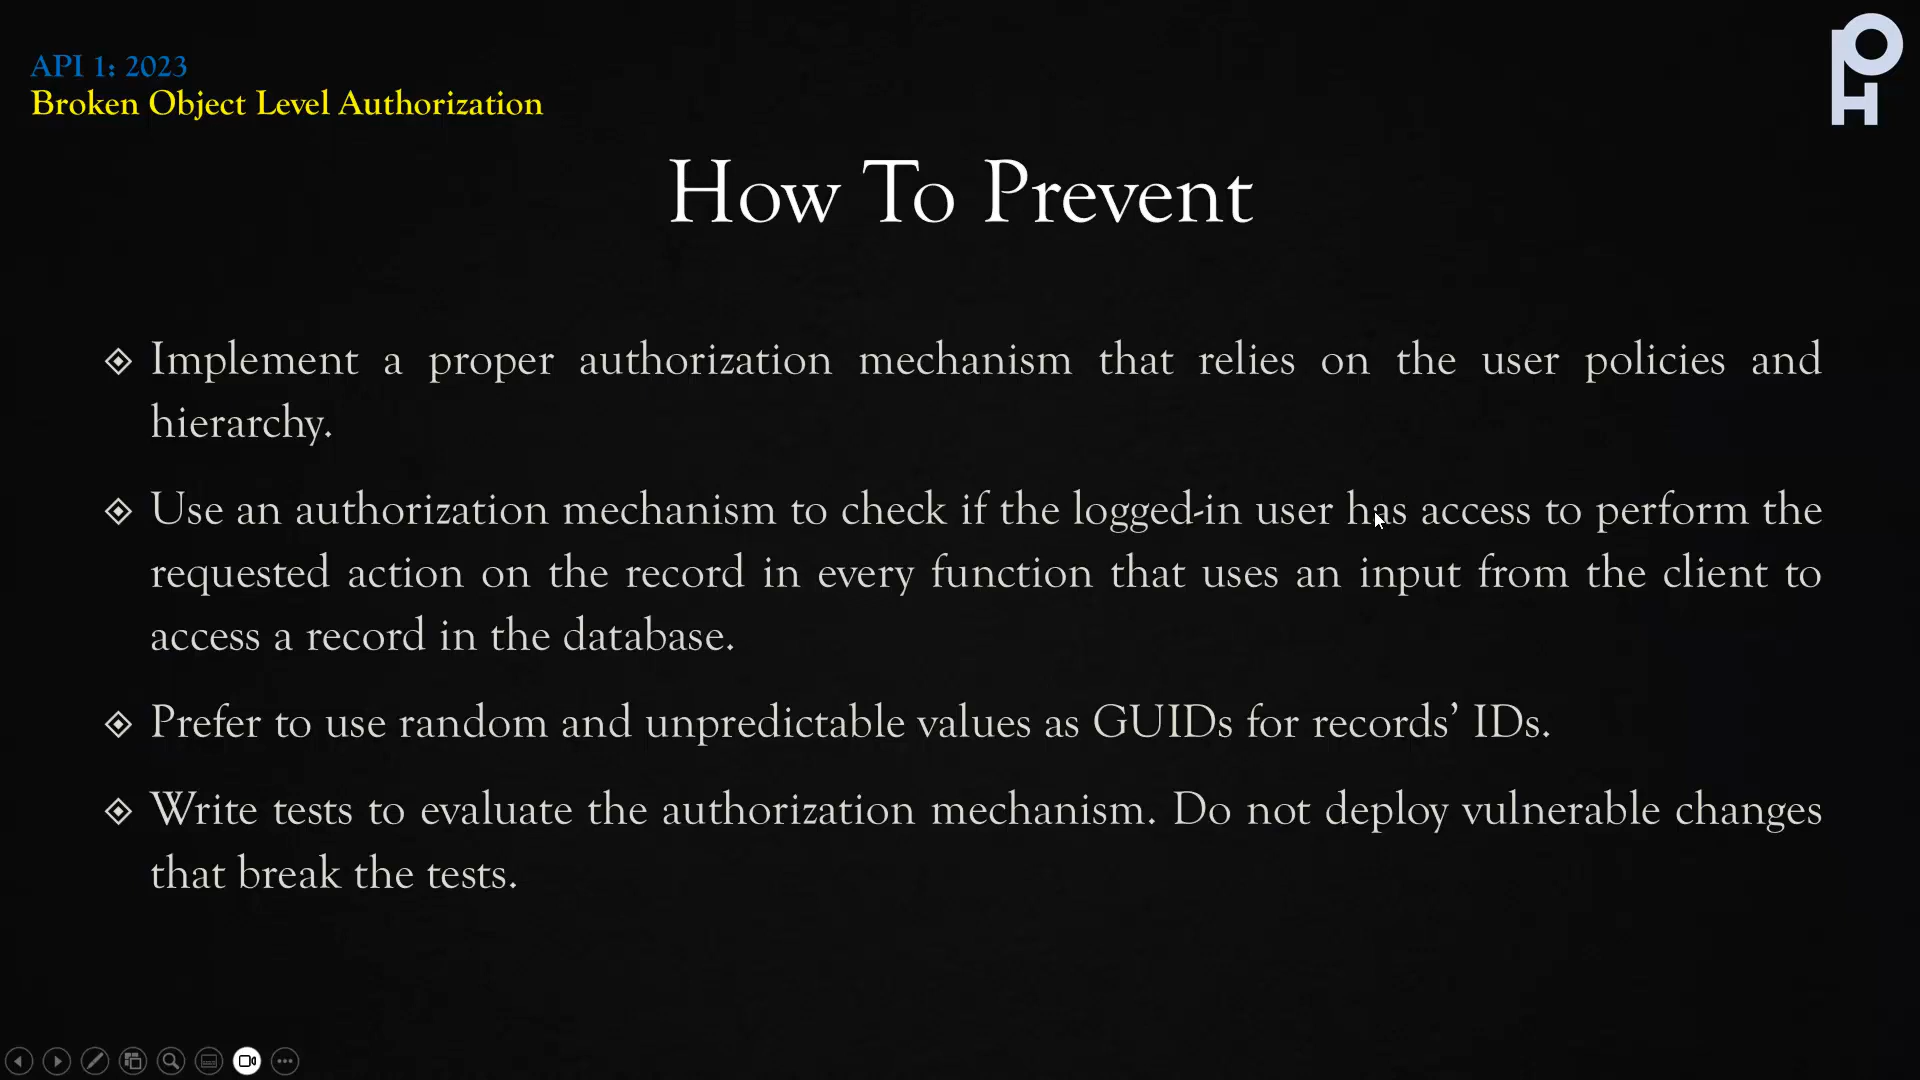 API 1: 2023
Broken Object Level Authorization
How To Prevent
Implement a proper authorization mechanism that relies on the user policies and
hierarchy.
Use an authorization mechanism to check if the logged-in user has access to perform the
requested action on the record in every function that uses an input from the client to
access a record in the database.
Prefer to use random and unpredictable values as GUIDs for records’ IDs.
Write tests to evaluate the authorization mechanism. Do not deploy vulnerable changes
that break the tests.